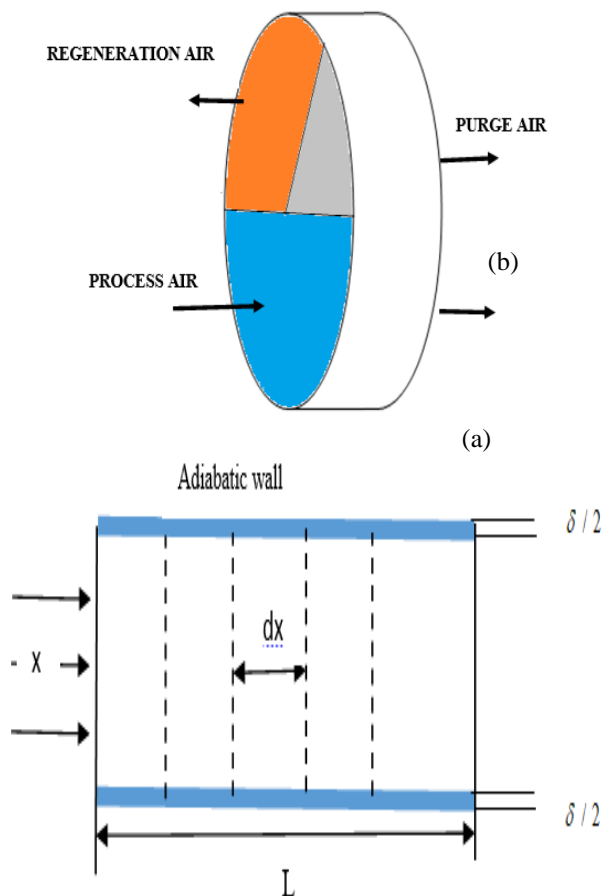 REGENERATION AIR
PURGE AIR
(b)
PROCESS AIR
(a)
Adiabatic wall
δ / 2
dx
x
δ / 2
L